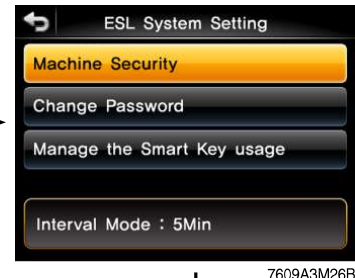 ESL System Setting
Machine Security
Change Password
Manage the Smart Key usage
Interval Mode : 5Min
7609A3M26B